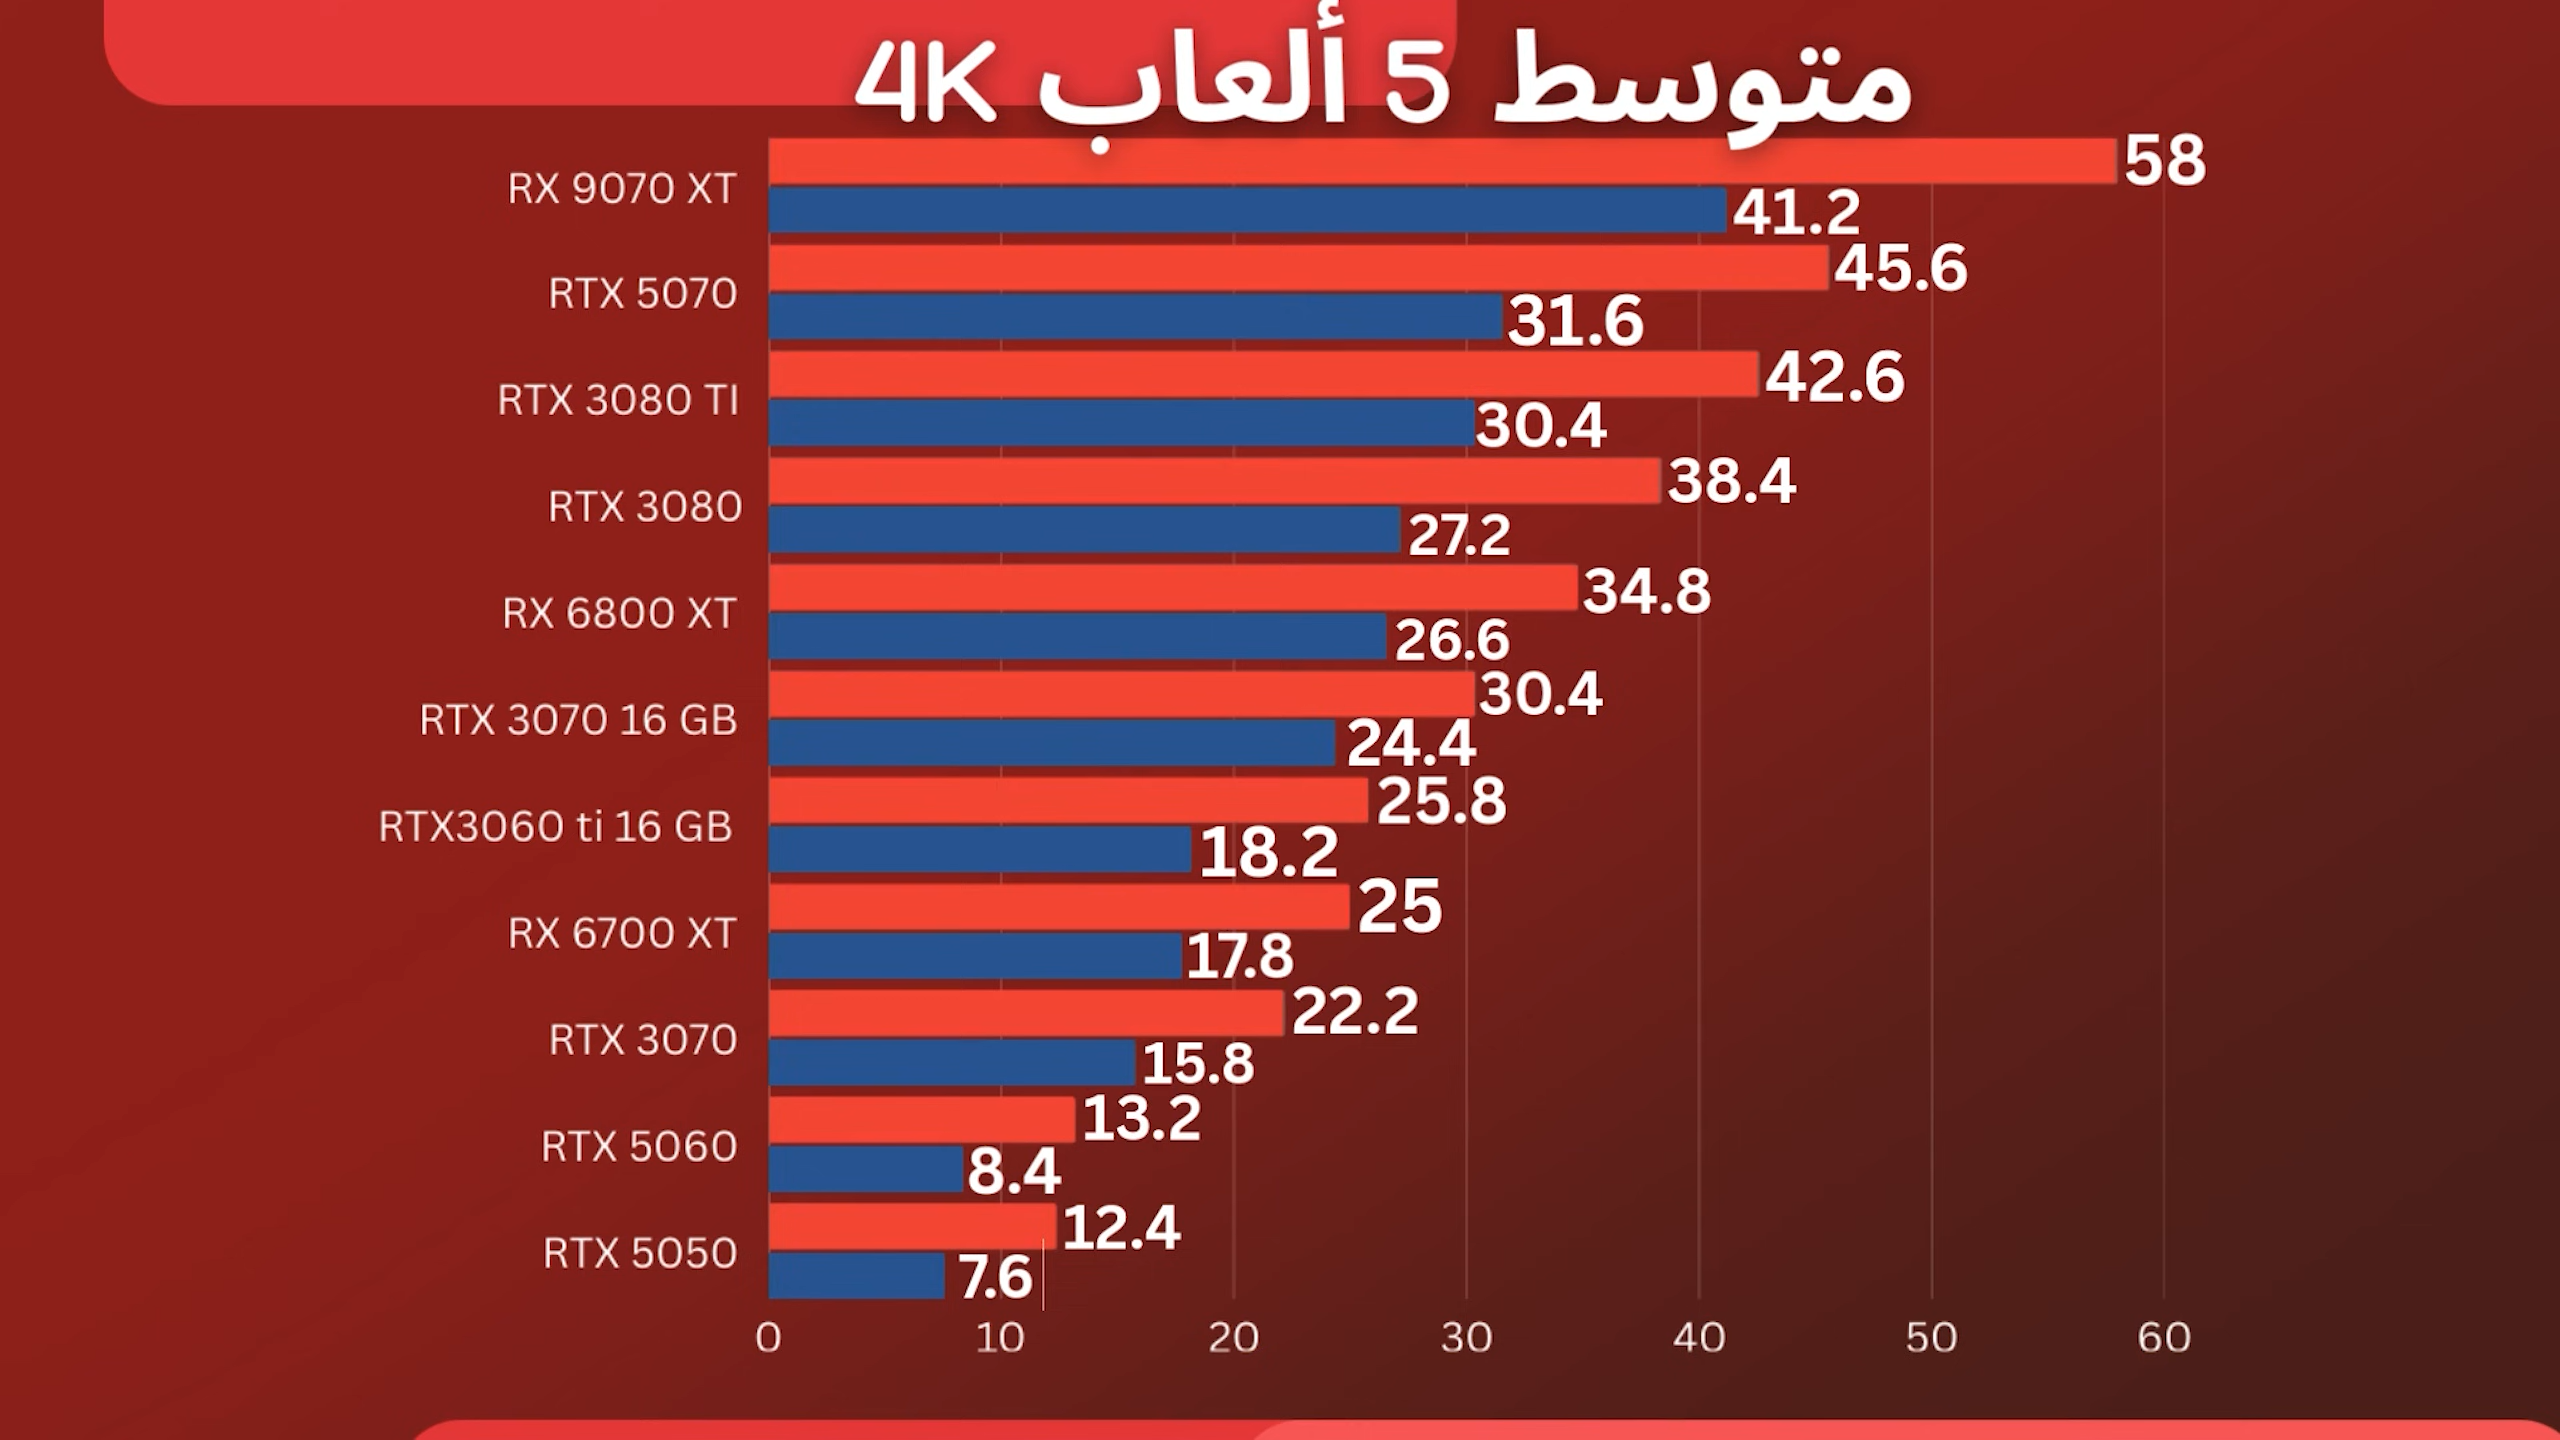 متوسط 5 ألعاب 4K
58
RX 9070 XT
41.2
45.6
RTX 5070
31.6
42.6
RTX 3080 TI
30.4
38.4
RTX 3080
27.2
34.8
RX 6800 XT
26.6
30.4
RTX 3070 16 GB
24.4
25.8
RTX3060 ti 16 GB
18.2
25
RX 6700 XT
17.8
22.2
RTX 3070
15.8
13.2
RTX 5060
8.4
12.4
RTX 5050
7.6
0 10 20 30 40 50 60